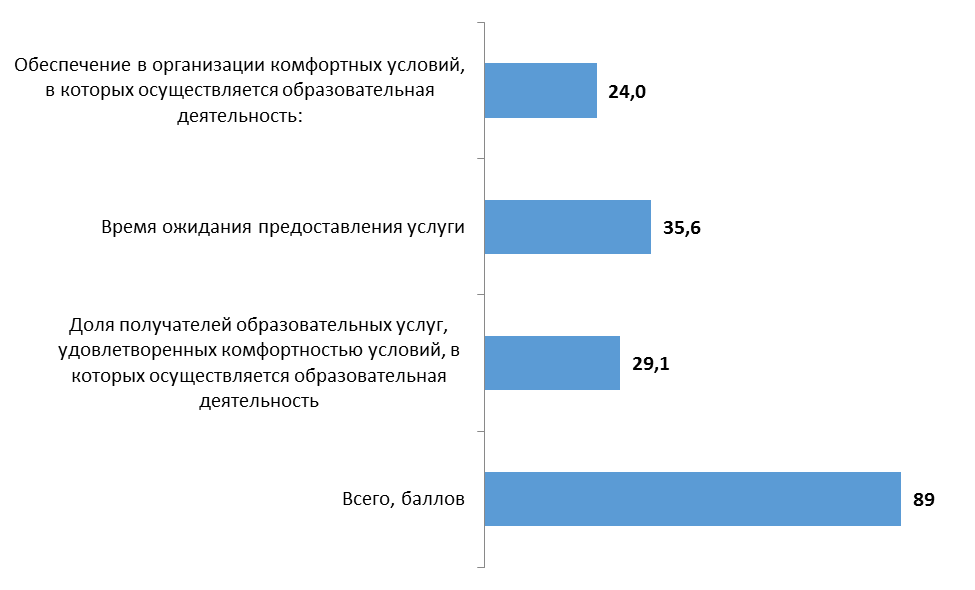 Обеспечение в организации комфортных условий,
в которых осуществляется образовательная
деятельность:
24,0
Время ожидания предоставления услуги
35,6
Доля получателей образовательных услуг,
удовлетворенных комфортностью условий, в
которых осуществляется образовательная
деятельность
29,1
Всего, баллов
89